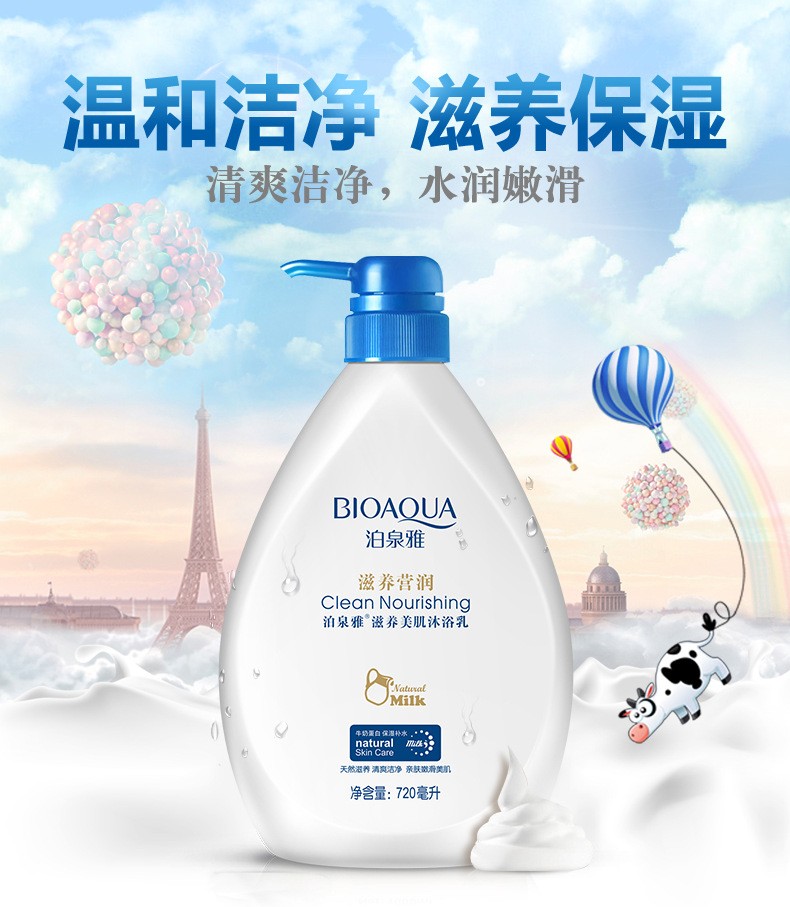 温和洁净 滋养保湿
清爽洁净，水润嫩滑
BIOAQUA
泊泉雅
滋养营润
Clean Nourishing
泊泉雅®滋养美肌沐浴乳
Natural
Milk
牛奶蛋白 保湿补水
natural
Skin Care
milk
天然滋养 清爽洁净 亲肤嫩滑美肌
净含量：720毫升